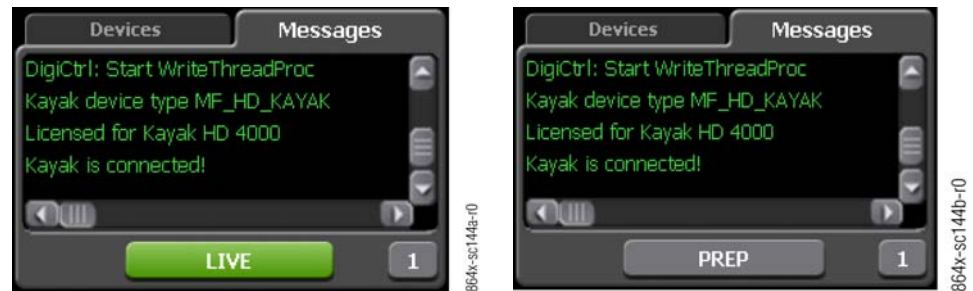 Devices Messages
DigiCtrl: Start WriteThreadProc
Kayak device type MF_HD_KAYAK
Licensed for Kayak HD 4000
Kayak is connected!
LIVE 1
864x-sc144a-r0
Devices Messages
DigiCtrl: Start WriteThreadProc
Kayak device type MF_HD_KAYAK
Licensed for Kayak HD 4000
Kayak is connected!
PREP 1
864x-sc144b-r0